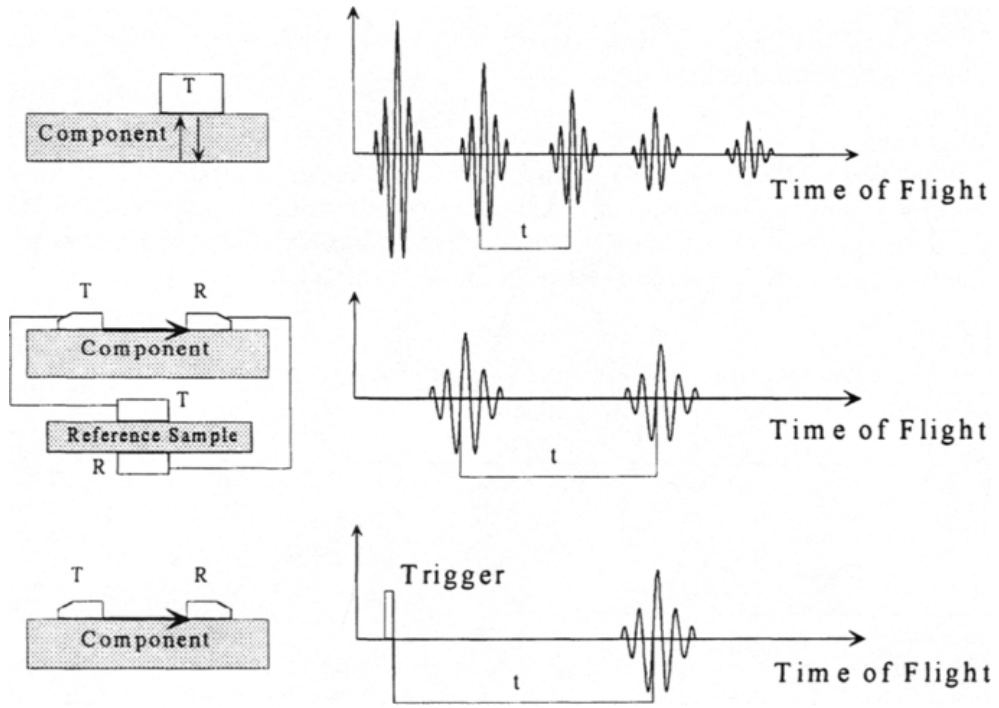 T
Component
t
Time of Flight
T R
Component
T
Reference Sample
R
t
Time of Flight
T R
Component
Trigger
t
Time of Flight